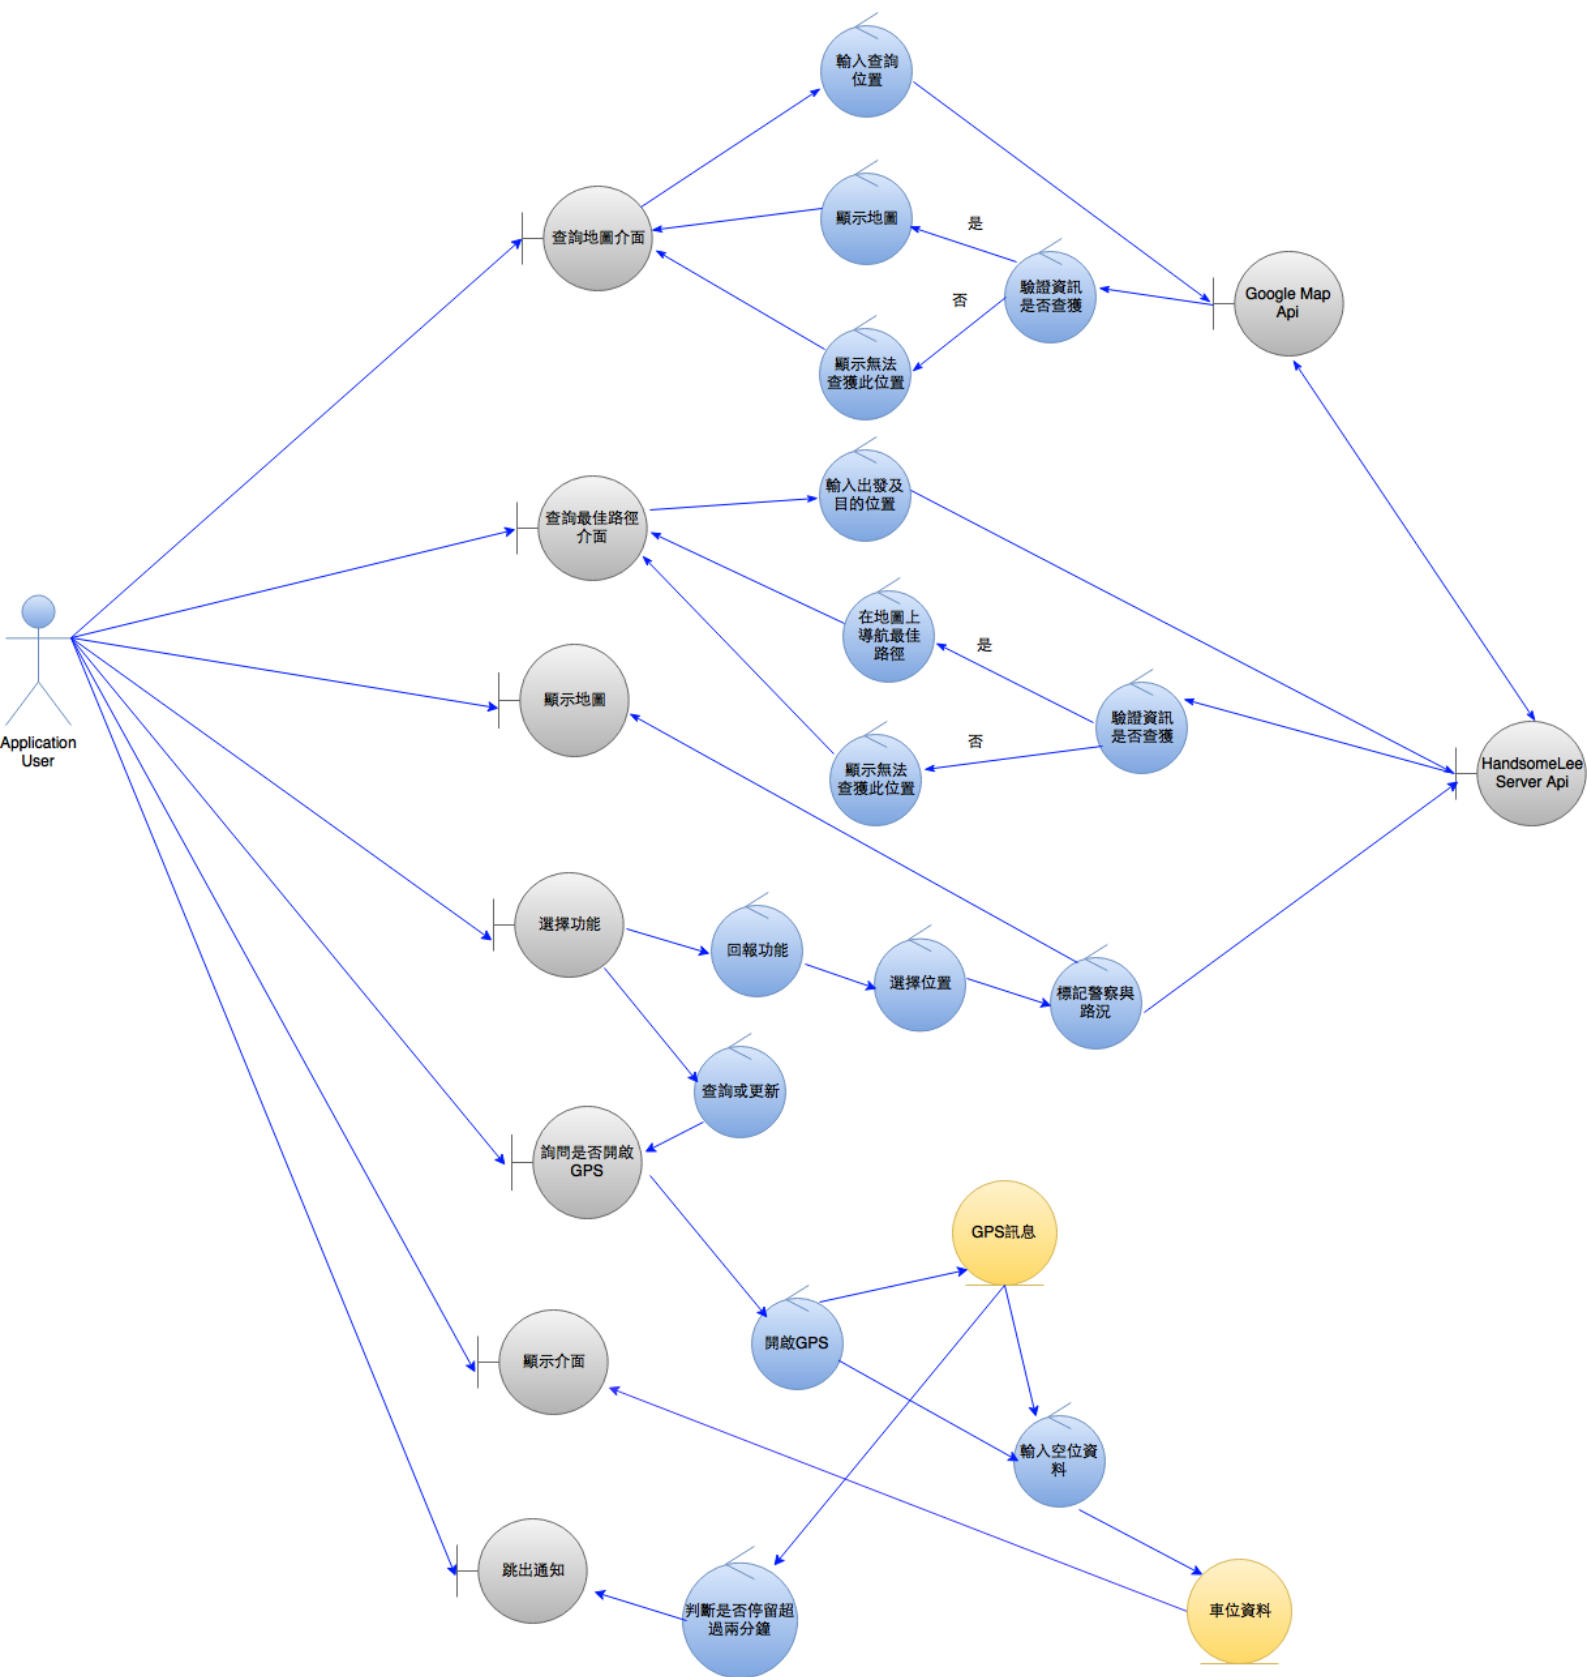 輸入查詢
位置
查詢地圖介面
顯示地圖
是
否
驗證資訊
是否查獲
Google Map
Api
顯示無法
查獲此位置
查詢最佳路徑
介面
輸入出發及
目的位置
在地圖上
導航最佳
路徑
是
否
驗證資訊
是否查獲
顯示無法
查獲此位置
HandsomeLee
Server Api
Application
User
顯示地圖
選擇功能
回報功能
選擇位置
標記警察與
路況
查詢或更新
詢問是否開啟
GPS
GPS訊息
開啟GPS
顯示介面
輸入空位資
料
跳出通知
判斷是否停留超
過兩分鐘
車位資料